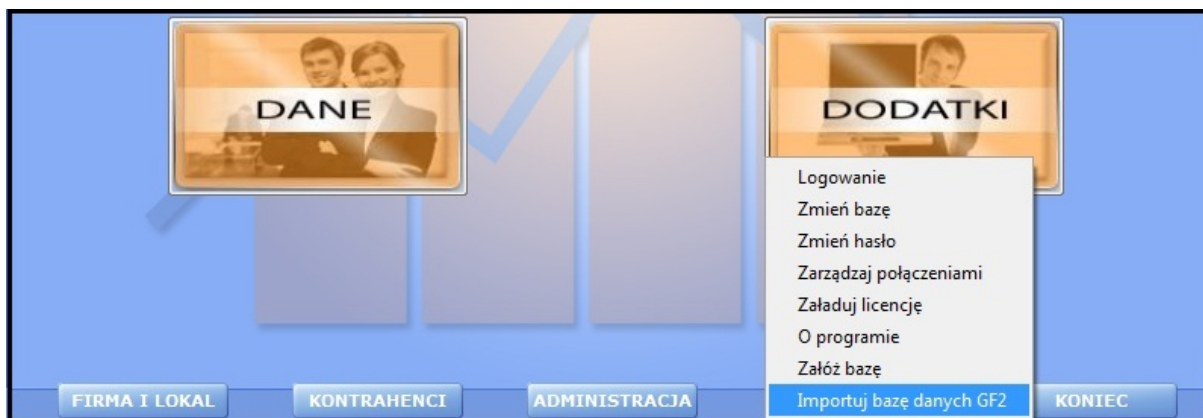 DANE
DODATKI
Logowanie
Zmień bazę
Zmień hasło
Zarządzaj połączeniami
Załaduj licencję
O programie
Załóż bazę
Importuj bazę danych GF2
FIRMA I LOKAL
KONTRAHENCI
ADMINISTRACJA
KONIEC